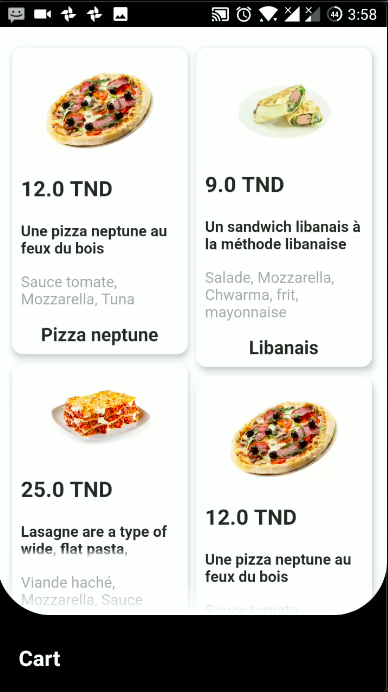 44 3:58
12.0 TND
Une pizza neptune au
feux du bois
Sauce tomate,
Mozzarella, Tuna
Pizza neptune
9.0 TND
Un sandwich libanais à
la méthode libanaise
Salade, Mozzarella,
Chwarma, frit,
mayonnaise
Libanais
25.0 TND
Lasagne are a type of
wide, flat pasta,
Viande haché,
Mozzarella, Sauce
12.0 TND
Une pizza neptune au
feux du bois
Sauce tomate,
Cart